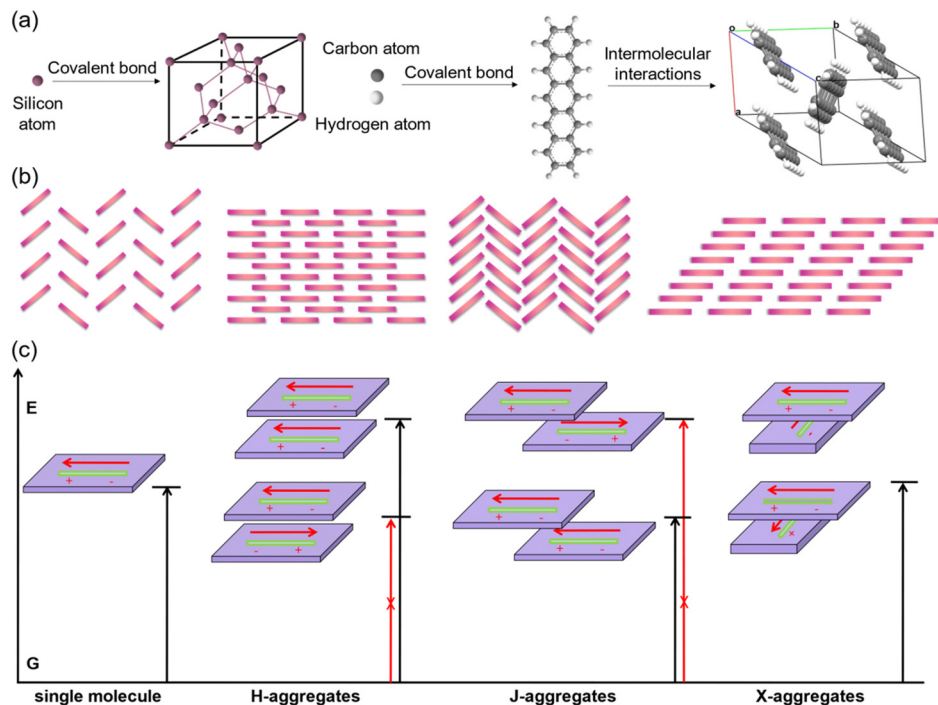 (a)
Silicon
atom
Covalent bond
Carbon atom
Hydrogen atom
Covalent bond
Intermolecular
interactions
o
b
c
a
(b)
(c)
E
G
+ -
+ -
+ -
+ -
- +
+ -
- +
+ -
+ -
+ -
-
+ -
+
single molecule
H-aggregates
J-aggregates
X-aggregates